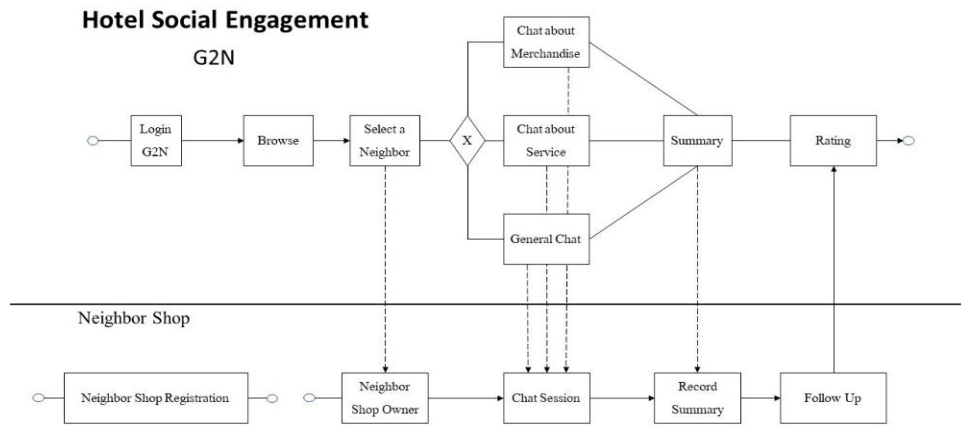 Hotel Social Engagement
G2N
Chat about
Merchandise
Login
G2N
Browse
Select a
Neighbor
X
Chat about
Service
Summary
Rating
General Chat
Neighbor Shop
Neighbor Shop Registration
Neighbor
Shop Owner
Chat Session
Record
Summary
Follow Up